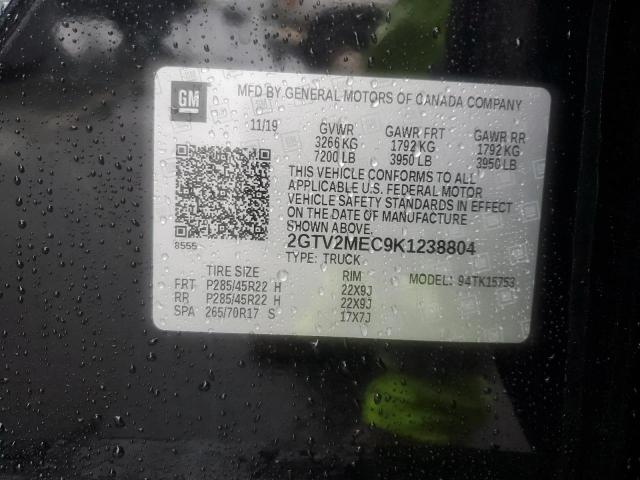 GM
MFD BY GENERAL MOTORS OF CANADA COMPANY
11/19 GVWR GAWR FRT GAWR RR
3266 KG 1792 KG 1792 KG
7200 LB 3950 LB 3950 LB
THIS VEHICLE CONFORMS TO ALL
APPLICABLE U.S. FEDERAL MOTOR
VEHICLE SAFETY STANDARDS IN EFFECT
ON THE DATE OF MANUFACTURE
SHOWN ABOVE.
8555 2GTV2MEC9K1238804
TYPE: TRUCK
TIRE SIZE RIM MODEL: 94TK15753
FRT P285/45R22 H 22X9J
RR P285/45R22 H 22X9J
SPA 265/70R17 S 17X7J